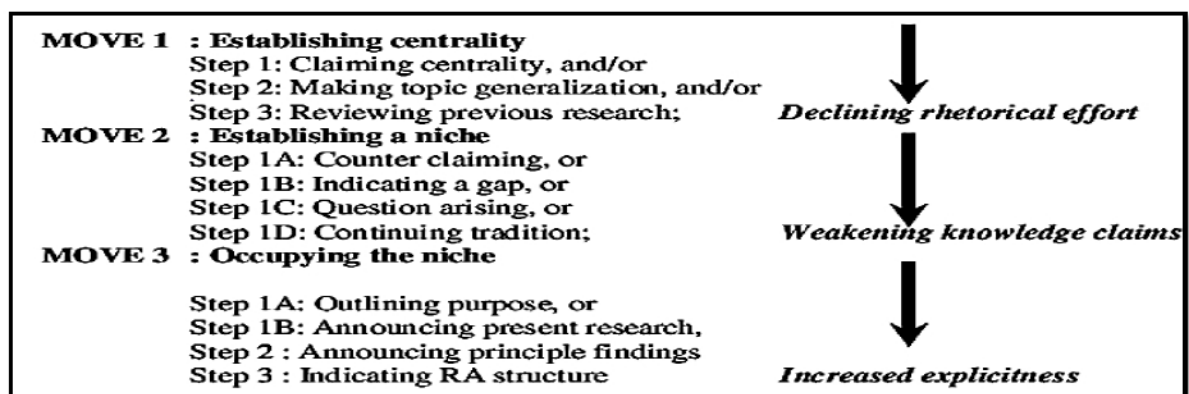 MOVE 1 : Establishing centrality
Step 1: Claiming centrality, and/or
Step 2: Making topic generalization, and/or
Step 3: Reviewing previous research; Declining rhetorical effort
MOVE 2 : Establishing a niche
Step 1A: Counter claiming, or
Step 1B: Indicating a gap, or
Step 1C: Question arising, or
Step 1D: Continuing tradition; Weakening knowledge claims
MOVE 3 : Occupying the niche
Step 1A: Outlining purpose, or
Step 1B: Announcing present research,
Step 2 : Announcing principle findings
Step 3 : Indicating RA structure Increased explicitness